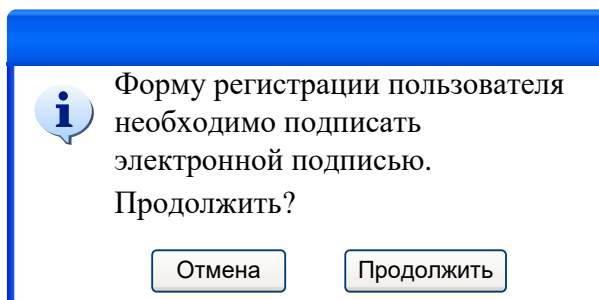 Форму регистрации пользователя
необходимо подписать
электронной подписью.
Продолжить?
Отмена
Продолжить